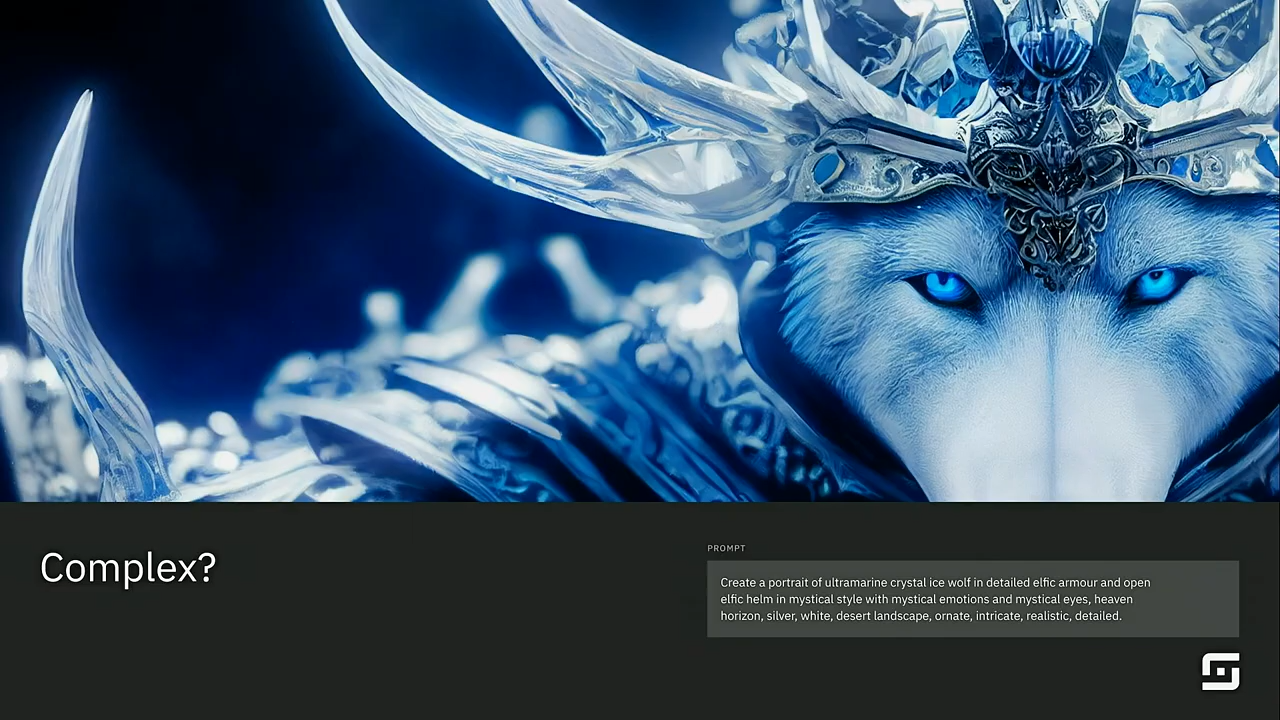 Complex?
PROMPT
Create a portrait of ultramarine crystal ice wolf in detailed elfic armour and open
elfic helm in mystical style with mystical emotions and mystical eyes, heaven
horizon, silver, white, desert landscape, ornate, intricate, realistic, detailed.